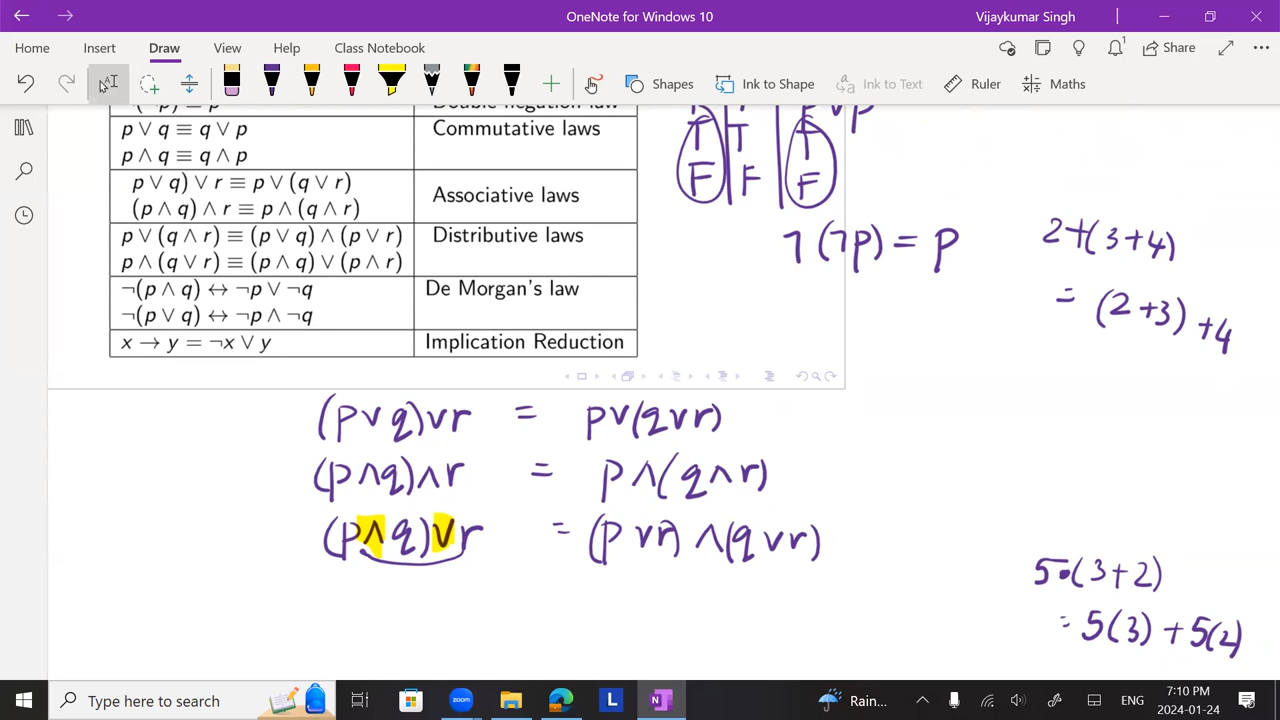 OneNote for Windows 10
Vijaykumar Singh
Home Insert Draw View Help Class Notebook Share
Shapes Ink to Shape Ink to Text Ruler Maths
Double negation law
p ∨ q ≡ q ∨ p Commutative laws
p ∧ q ≡ q ∧ p
p ∨ q) ∨ r ≡ p ∨ (q ∨ r) Associative laws
(p ∧ q) ∧ r ≡ p ∧ (q ∧ r)
p ∨ (q ∧ r) ≡ (p ∨ q) ∧ (p ∨ r) Distributive laws
p ∧ (q ∨ r) ≡ (p ∧ q) ∨ (p ∧ r)
¬(p ∧ q) ↔ ¬p ∨ ¬q De Morgan's law
¬(p ∨ q) ↔ ¬p ∧ ¬q
x → y = ¬x ∨ y Implication Reduction
∨p
T T T
F F F
¬(¬p) = p
2+(3+4)
= (2+3)+4
(p∨q)∨r = p∨(q∨r)
(p∧q)∧r = p∧(q∧r)
(p∧q)∨r = (p∨r)∧(q∨r)
5•(3+2)
= 5(3)+5(2)
Type here to search
Rain...
ENG
7:10 PM
2024-01-24